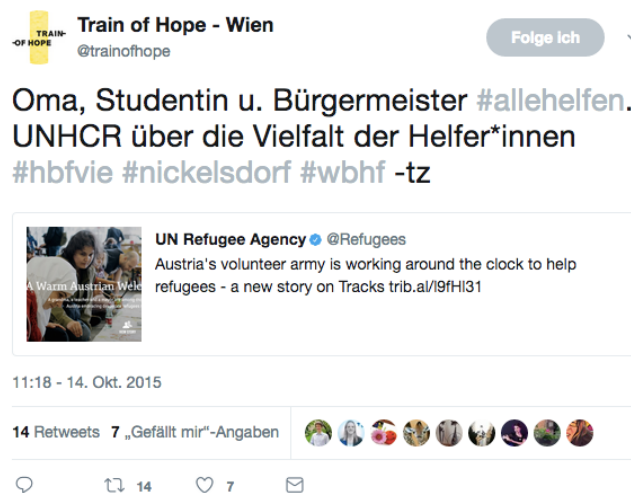 TRAIN-
-OF HOPE
Train of Hope - Wien
@trainofhope
Folge ich
Oma, Studentin u. Bürgermeister #allehelfen.
UNHCR über die Vielfalt der Helfer*innen
#hbfvie #nickelsdorf #wbhf -tz
UN Refugee Agency @Refugees
Austria's volunteer army is working around the clock to help
refugees - a new story on Tracks trib.al/l9fHl31
A Warm Austrian Welc
11:18 - 14. Okt. 2015
14 Retweets 7 „Gefällt mir“-Angaben
14 7